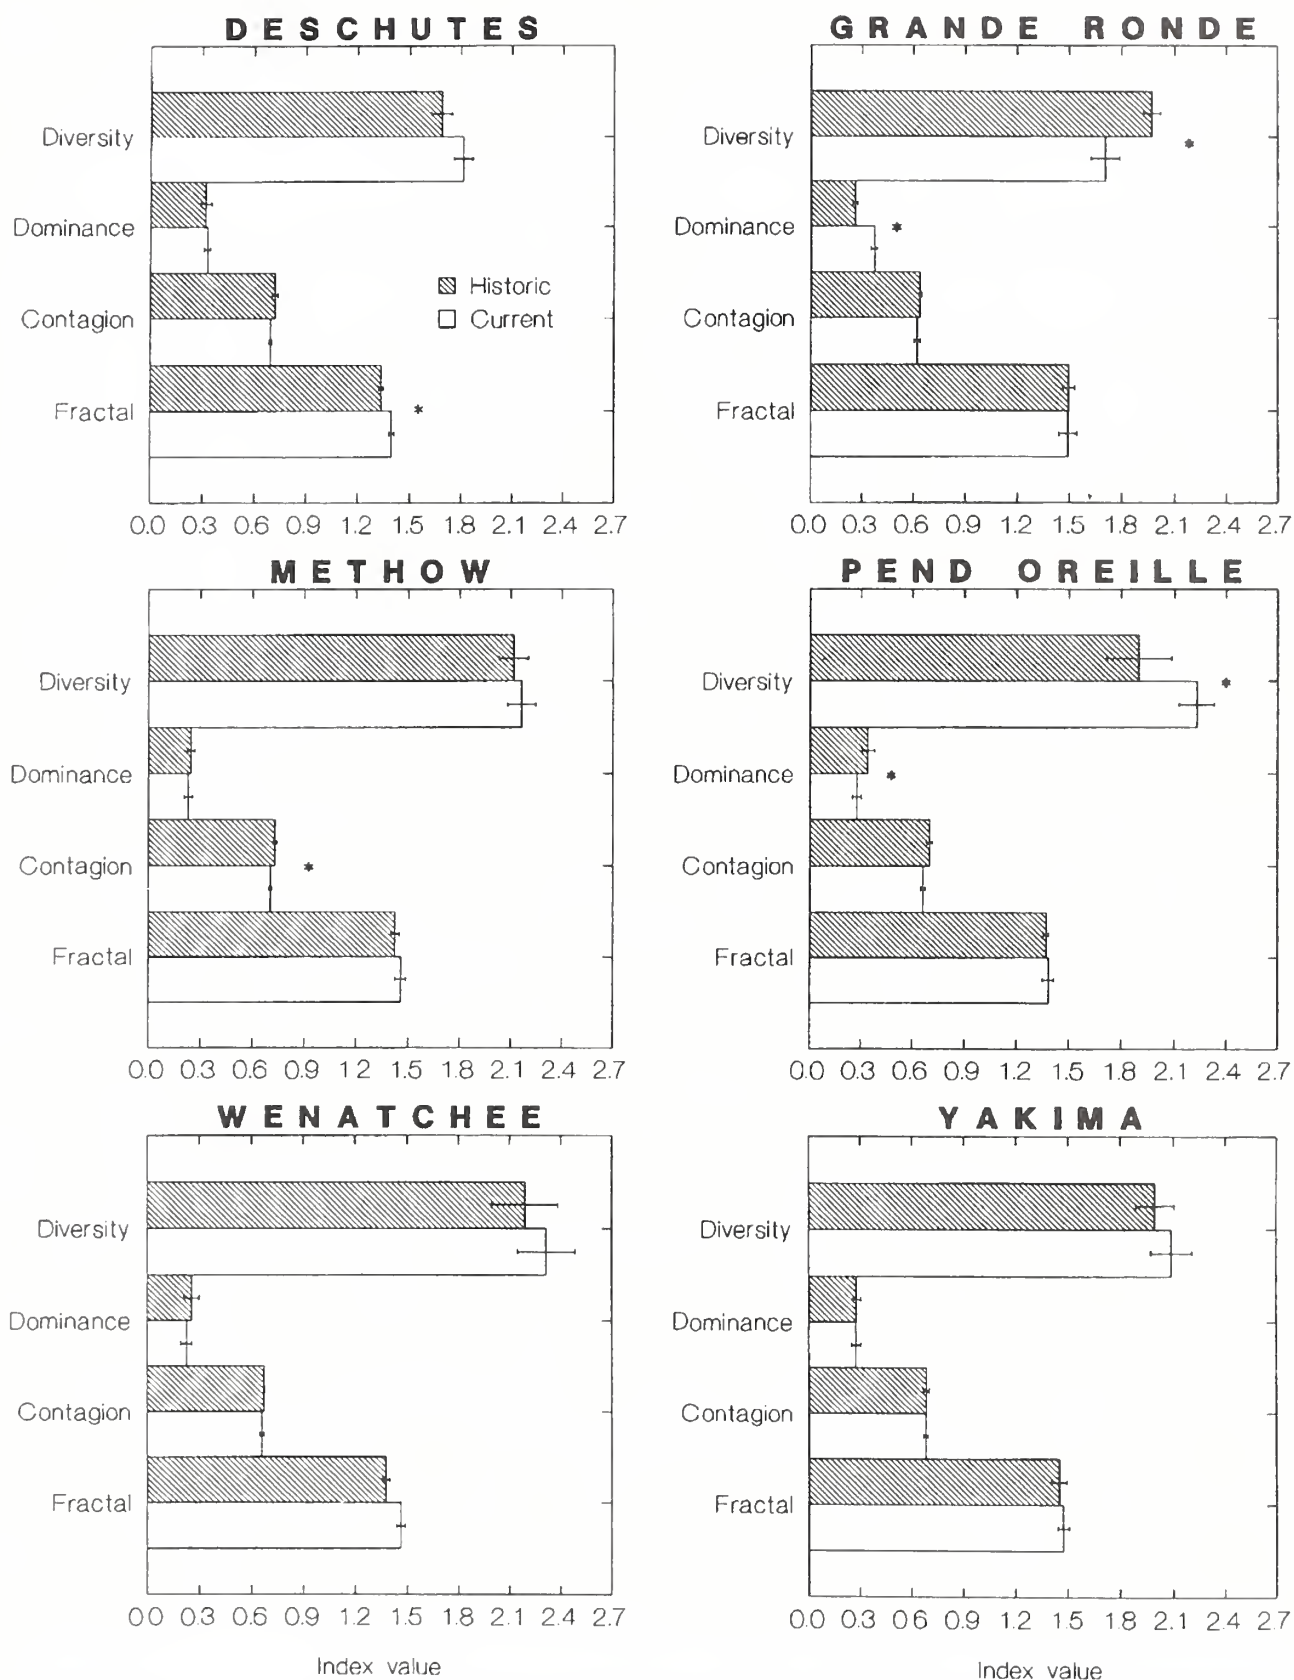 DESCHUTES
Diversity
Dominance
Contagion
Fractal
Historic
Current
*
0.0 0.3 0.6 0.9 1.2 1.5 1.8 2.1 2.4 2.7
GRANDE RONDE
Diversity
*
Dominance
*
Contagion
Fractal
0.0 0.3 0.6 0.9 1.2 1.5 1.8 2.1 2.4 2.7
METHOW
Diversity
Dominance
Contagion
*
Fractal
0.0 0.3 0.6 0.9 1.2 1.5 1.8 2.1 2.4 2.7
PEND OREILLE
Diversity
*
Dominance
*
Contagion
Fractal
0.0 0.3 0.6 0.9 1.2 1.5 1.8 2.1 2.4 2.7
WENATCHEE
Diversity
Dominance
Contagion
Fractal
0.0 0.3 0.6 0.9 1.2 1.5 1.8 2.1 2.4 2.7
Index value
YAKIMA
Diversity
Dominance
Contagion
Fractal
0.0 0.3 0.6 0.9 1.2 1.5 1.8 2.1 2.4 2.7
Index value